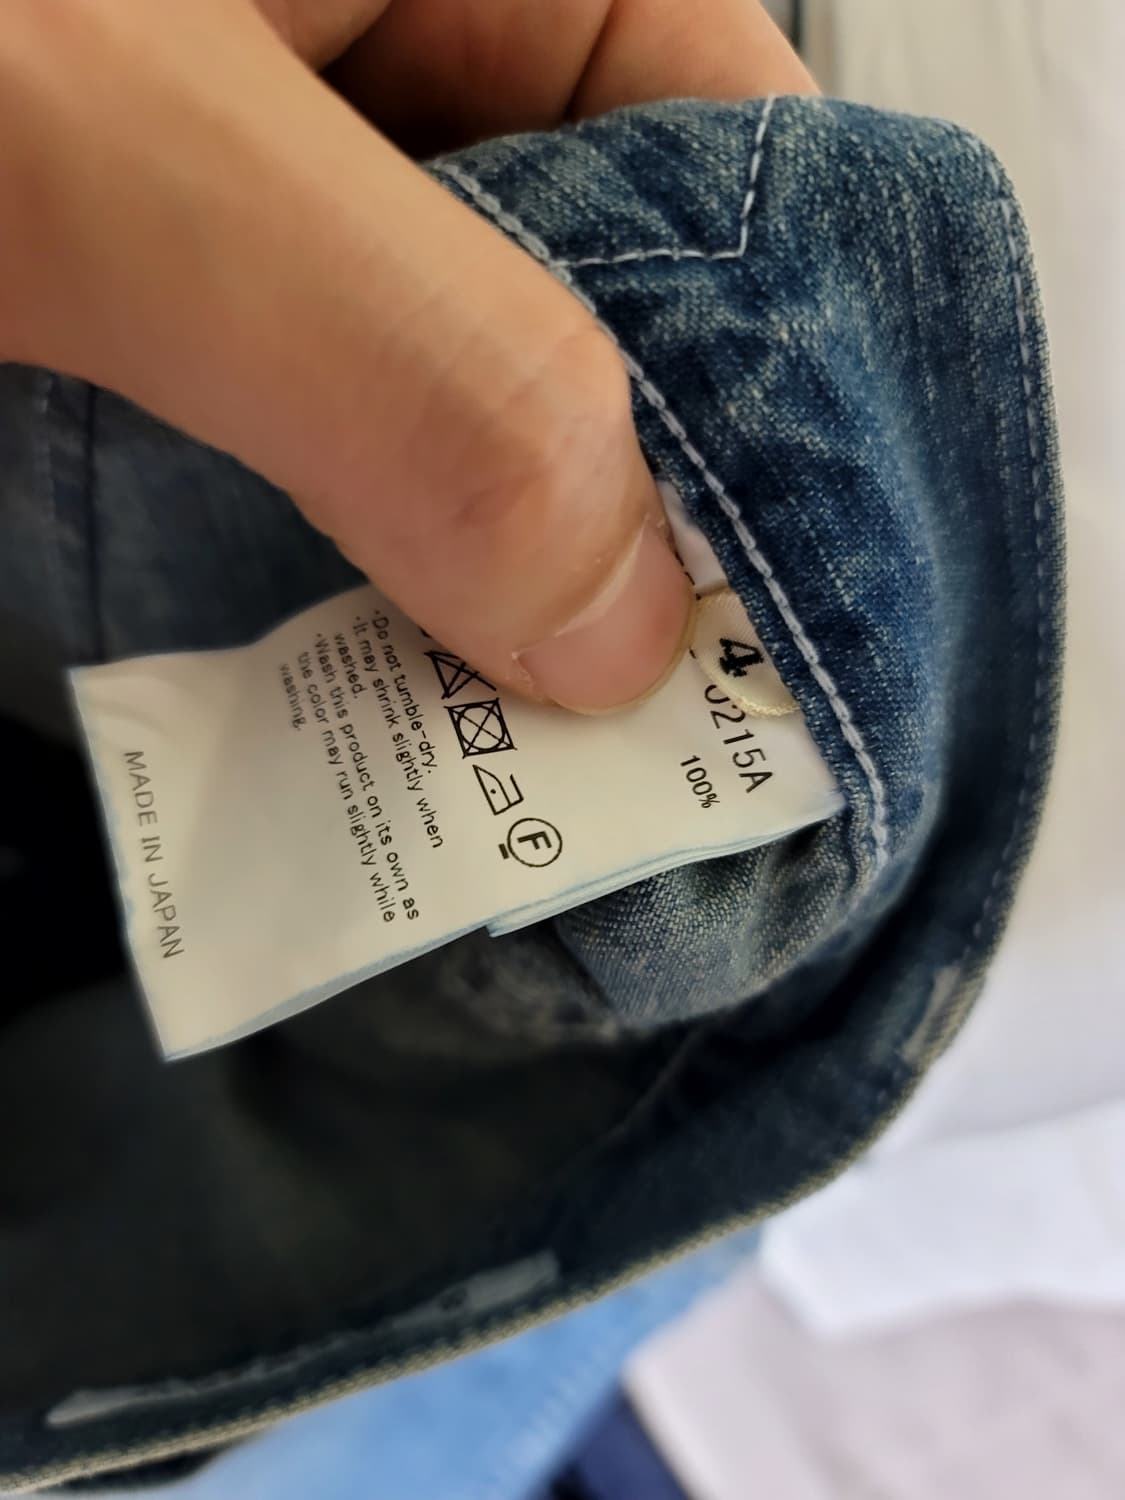 4
0215A
100%
F
·Do not tumble-dry.
·It may shrink slightly when
washed.
·Wash this product on its own as
the color may run slightly while
washing.
MADE IN JAPAN